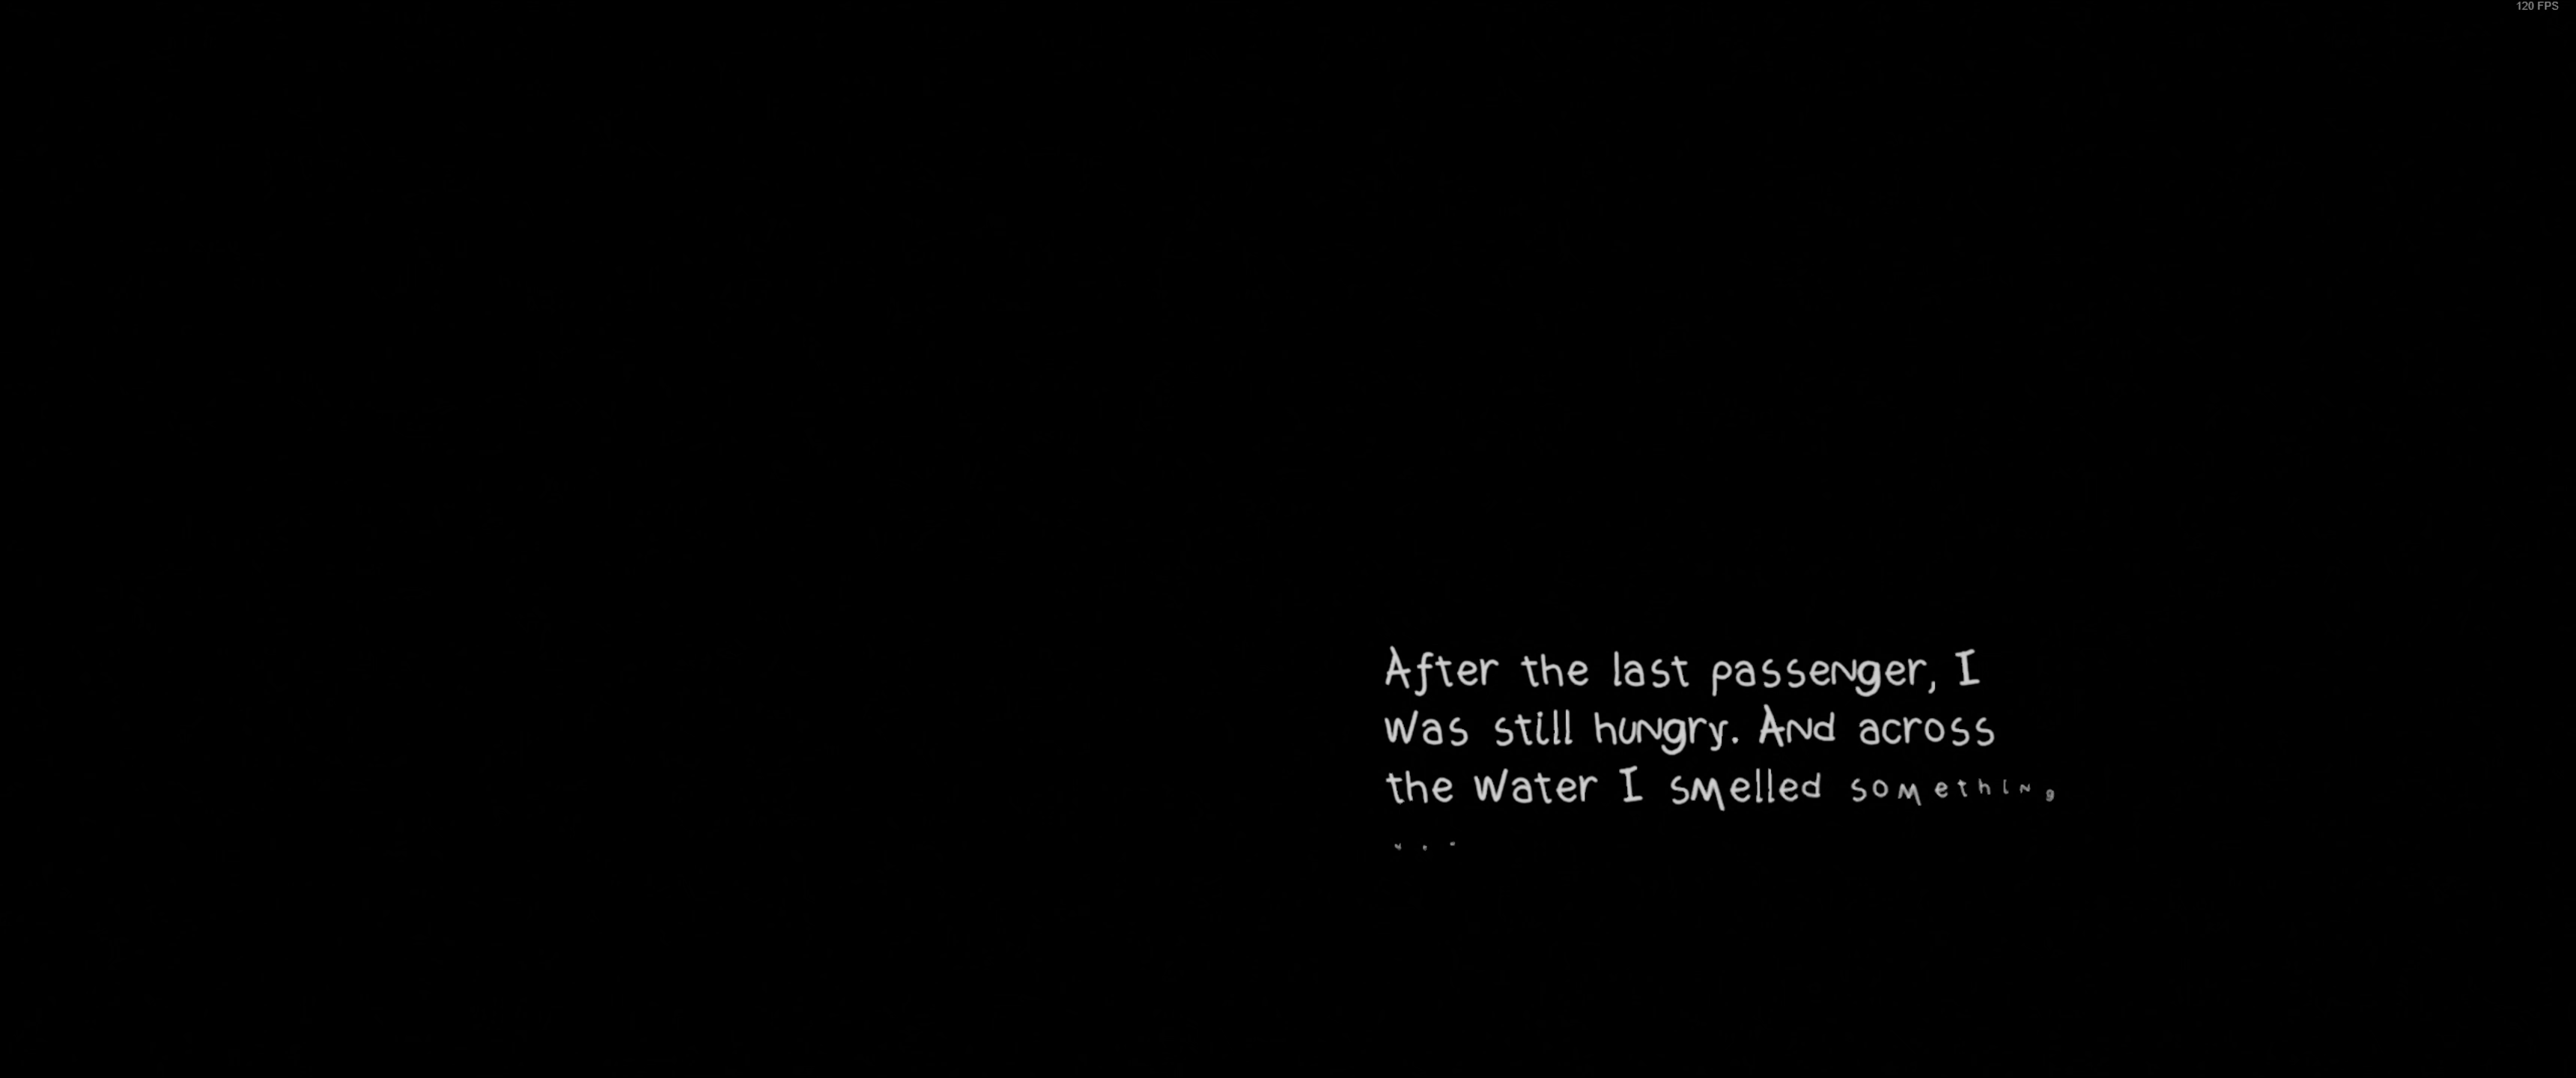 120 FPS
After the last passenger, I
was still hungry. And across
the water I smelled something
...